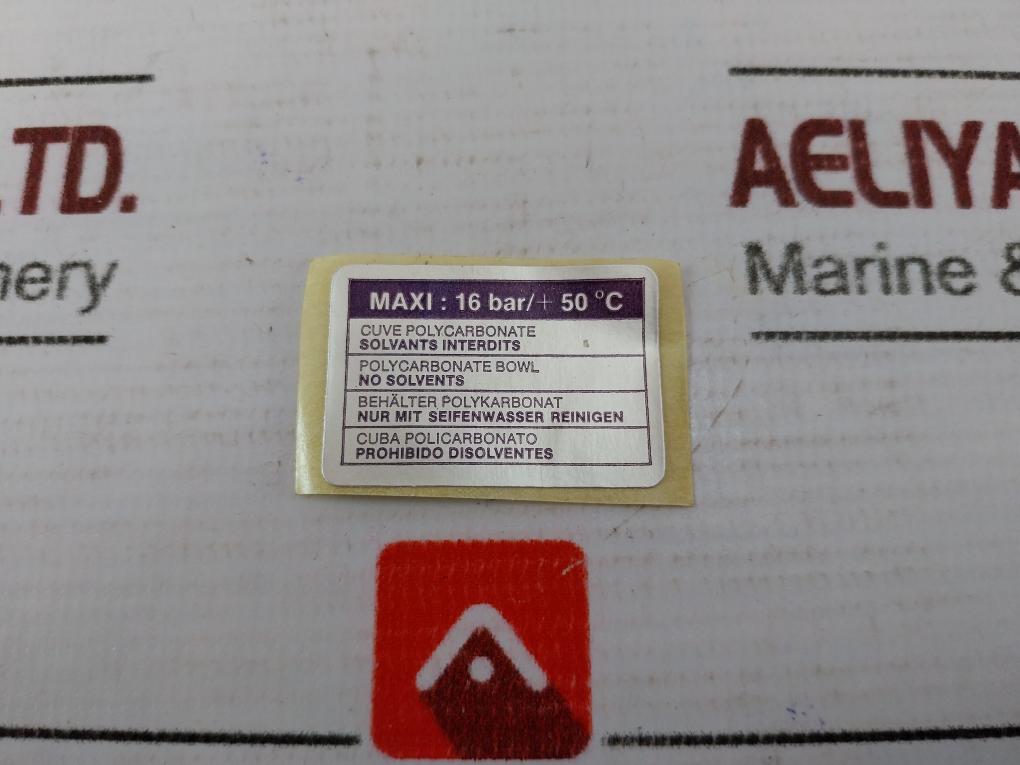 LTD.
AELIYA
nery
Marine &
MAXI : 16 bar/+ 50 °C
CUVE POLYCARBONATE
SOLVANTS INTERDITS
POLYCARBONATE BOWL
NO SOLVENTS
BEHÄLTER POLYKARBONAT
NUR MIT SEIFENWASSER REINIGEN
CUBA POLICARBONATO
PROHIBIDO DISOLVENTES